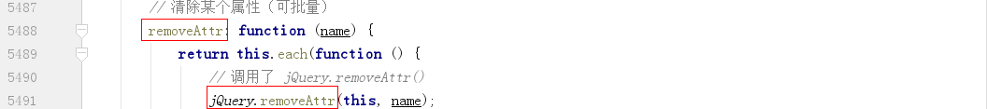 5487 // 清除某个属性（可批量）
5488 removeAttr: function (name) {
5489 return this.each(function () {
5490 // 调用了 jQuery.removeAttr()
5491 jQuery.removeAttr(this, name);